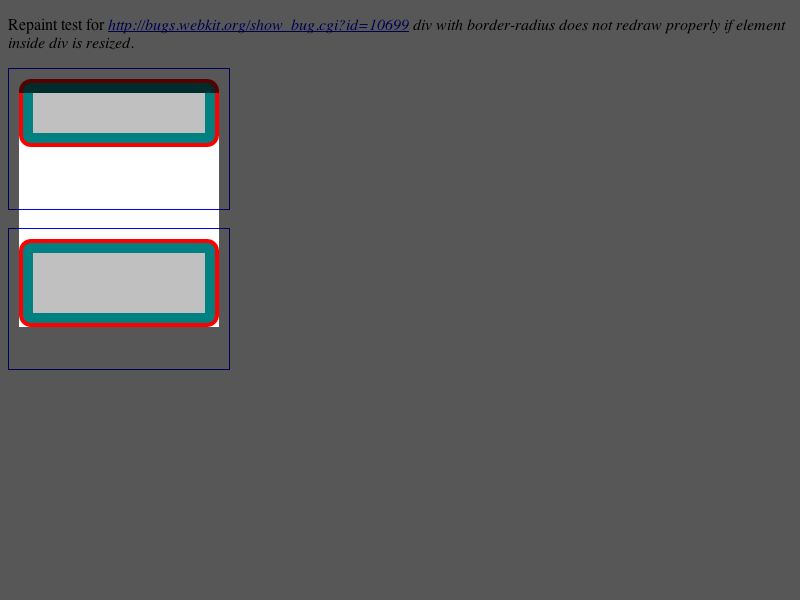 Repaint test for http://bugs.webkit.org/show_bug.cgi?id=10699 div with border-radius does not redraw properly if element
inside div is resized.